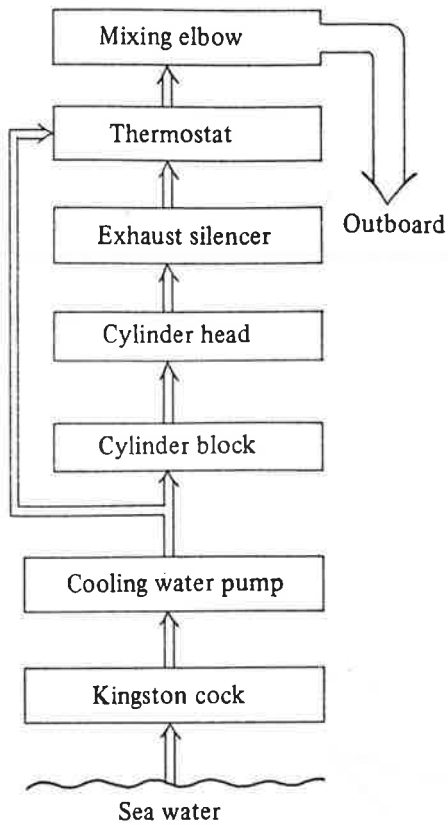 Mixing elbow
Thermostat
Exhaust silencer
Outboard
Cylinder head
Cylinder block
Cooling water pump
Kingston cock
Sea water